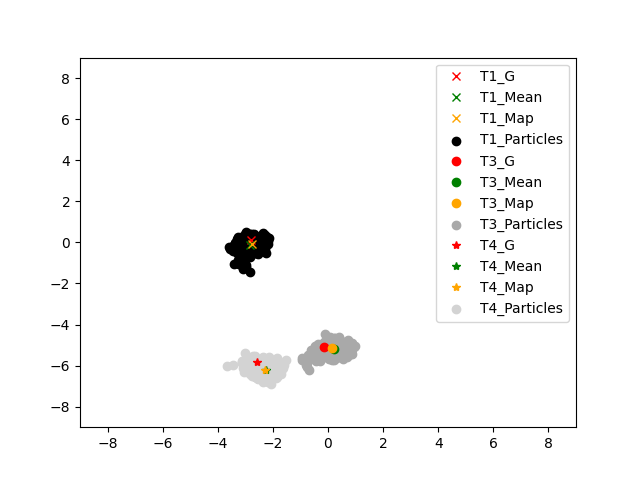 8
6
4
2
0
−2
−4
−6
−8
−8 −6 −4 −2 0 2 4 6 8
T1_G
T1_Mean
T1_Map
T1_Particles
T3_G
T3_Mean
T3_Map
T3_Particles
T4_G
T4_Mean
T4_Map
T4_Particles